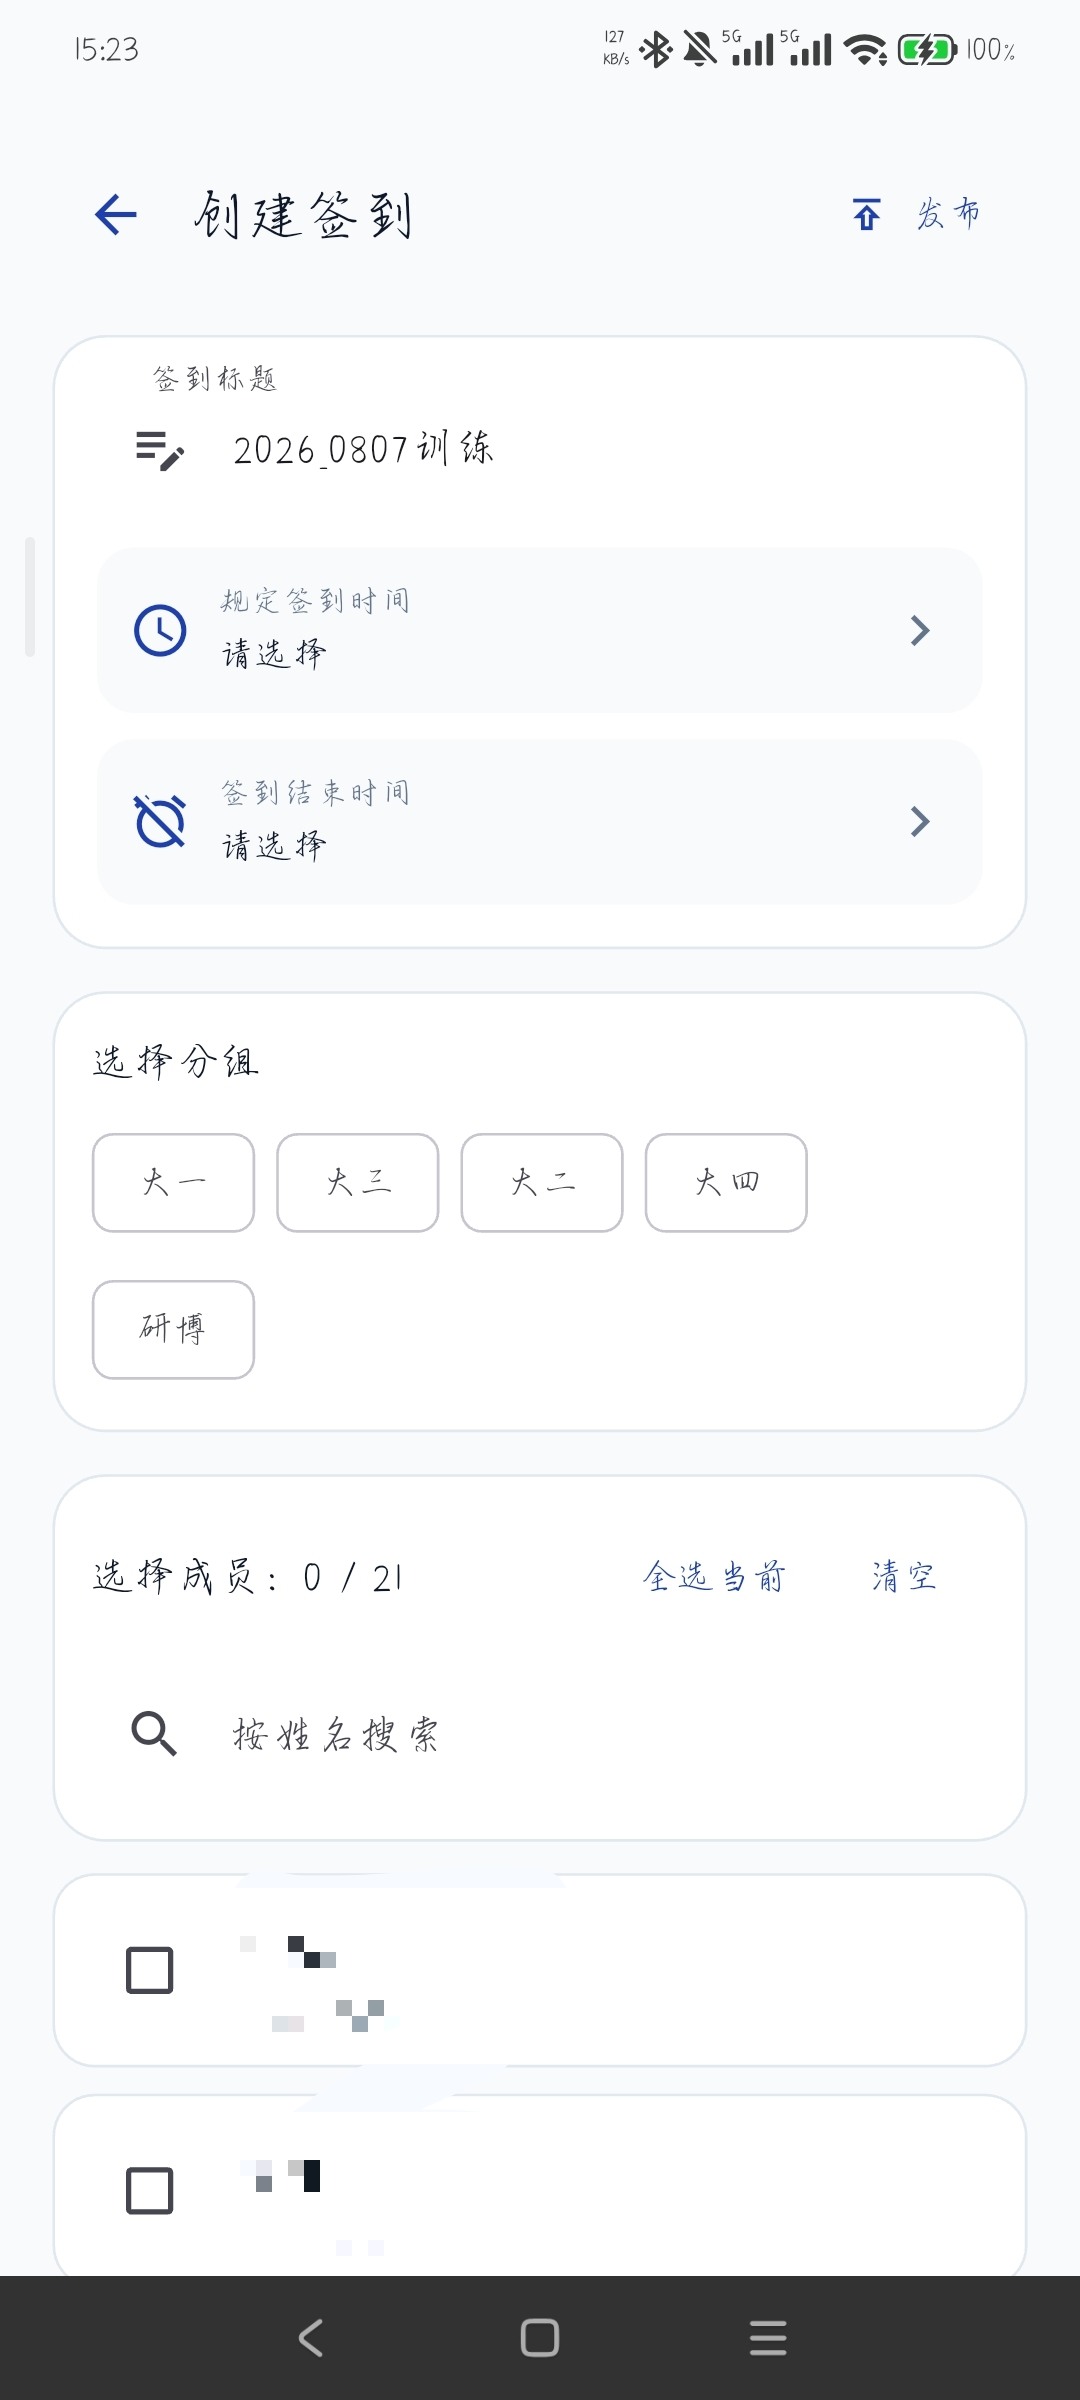 15:23
127 KB/s 5G 5G 100%
创建签到
发布
签到标题
2026_0807训练
规定签到时间
请选择
签到结束时间
请选择
选择分组
大一 大三 大二 大四
研博
选择成员: 0 / 21 全选当前 清空
按姓名搜索